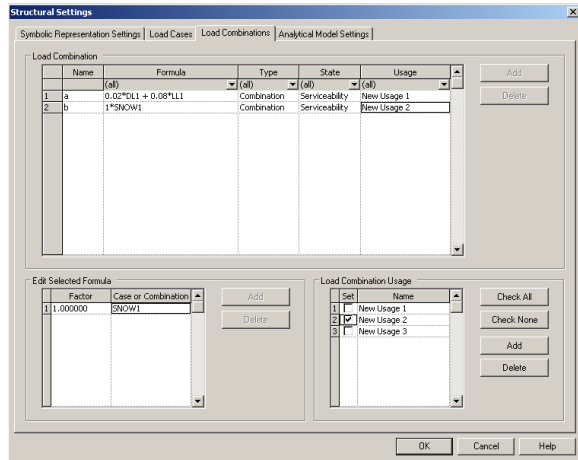 Structural Settings
Symbolic Representation Settings Load Cases Load Combinations Analytical Model Settings
Load Combination
Name Formula Type State Usage
(all) (all) (all) (all)
1 a 0.02*DL1 + 0.08*LL1 Combination Serviceability New Usage 1
2 b 1*SNOW1 Combination Serviceability New Usage 2
Add
Delete
Edit Selected Formula
Factor Case or Combination
1 1.000000 SNOW1
Add
Delete
Load Combination Usage
Set Name
1 New Usage 1
2 New Usage 2
3 New Usage 3
Check All
Check None
Add
Delete
OK Cancel Help